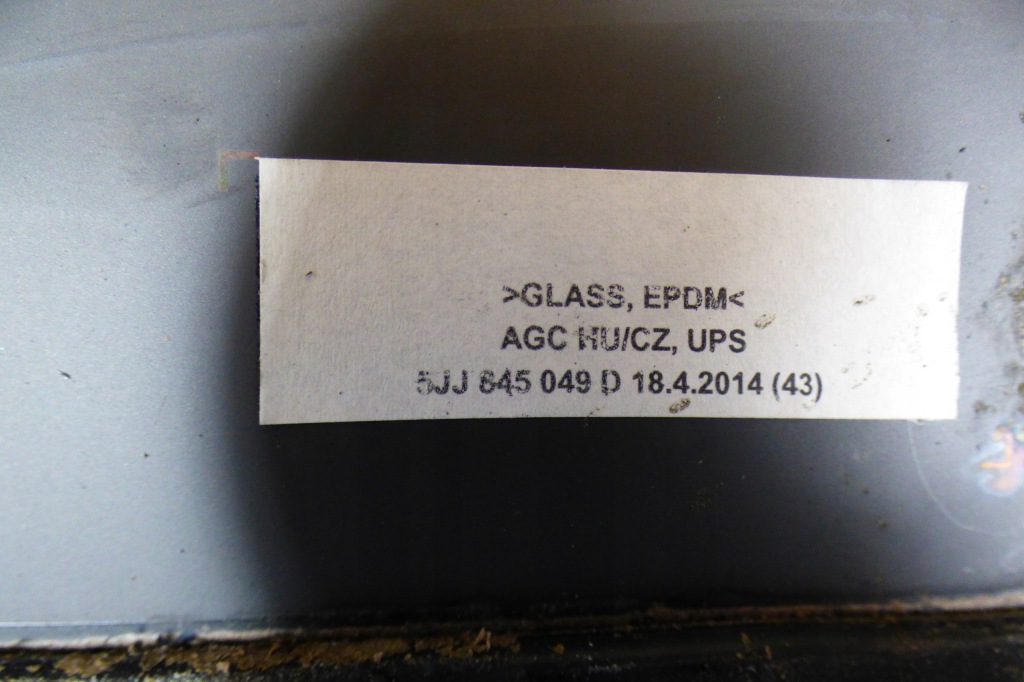 >GLASS, EPDM<
AGC HU/CZ, UPS
5JJ 845 049 D 18.4.2014 (43)